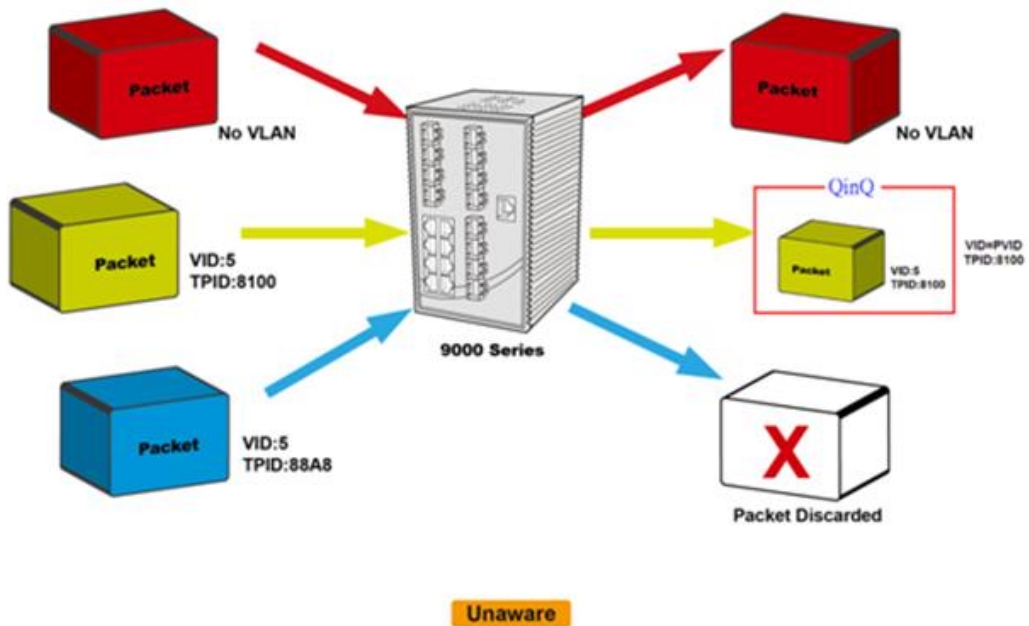 Packet
No VLAN
Packet
No VLAN
Packet
VID:5
TPID:8100
QinQ
Packet
VID:5
TPID:8100
VID=PVID
TPID:8100
9000 Series
Packet
VID:5
TPID:88A8
X
Packet Discarded
Unaware